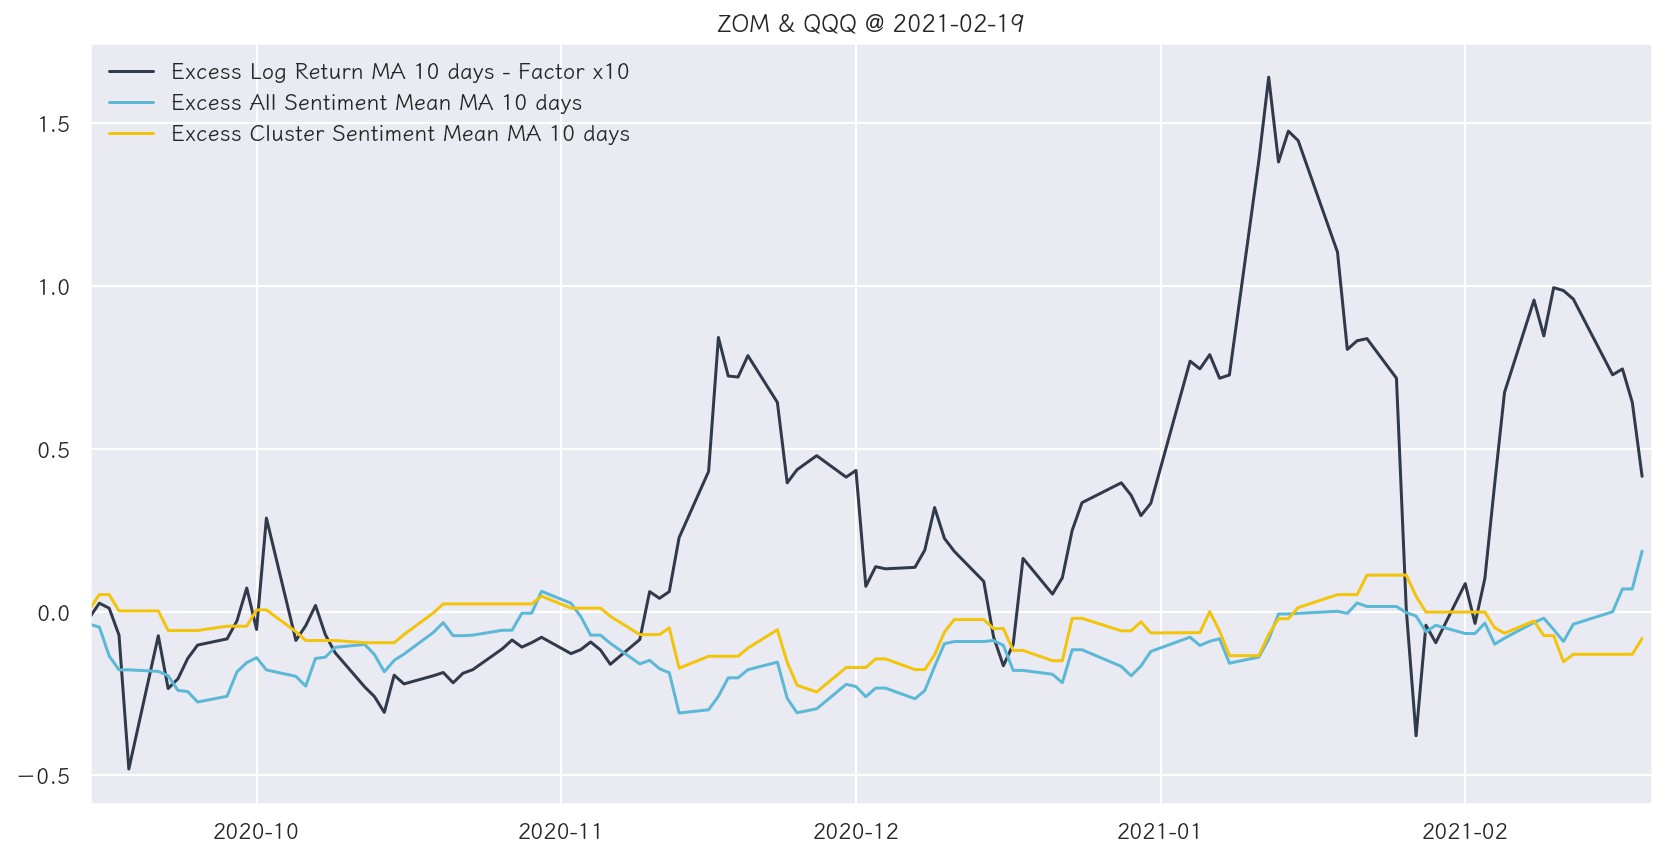 ZOM & QQQ @ 2021-02-19
Excess Log Return MA 10 days - Factor x10
Excess All Sentiment Mean MA 10 days
Excess Cluster Sentiment Mean MA 10 days
1.5
1.0
0.5
0.0
−0.5
2020-10 2020-11 2020-12 2021-01 2021-02